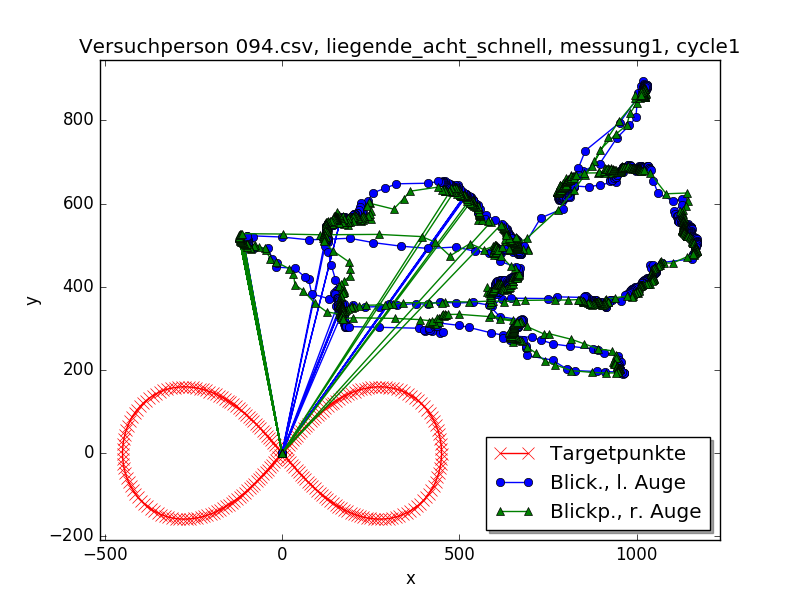 Versuchperson 094.csv, liegende_acht_schnell, messung1, cycle1
800
600
400
200
0
−200
y
−500
0
500
1000
x
Targetpunkte
Blick., l. Auge
Blickp., r. Auge